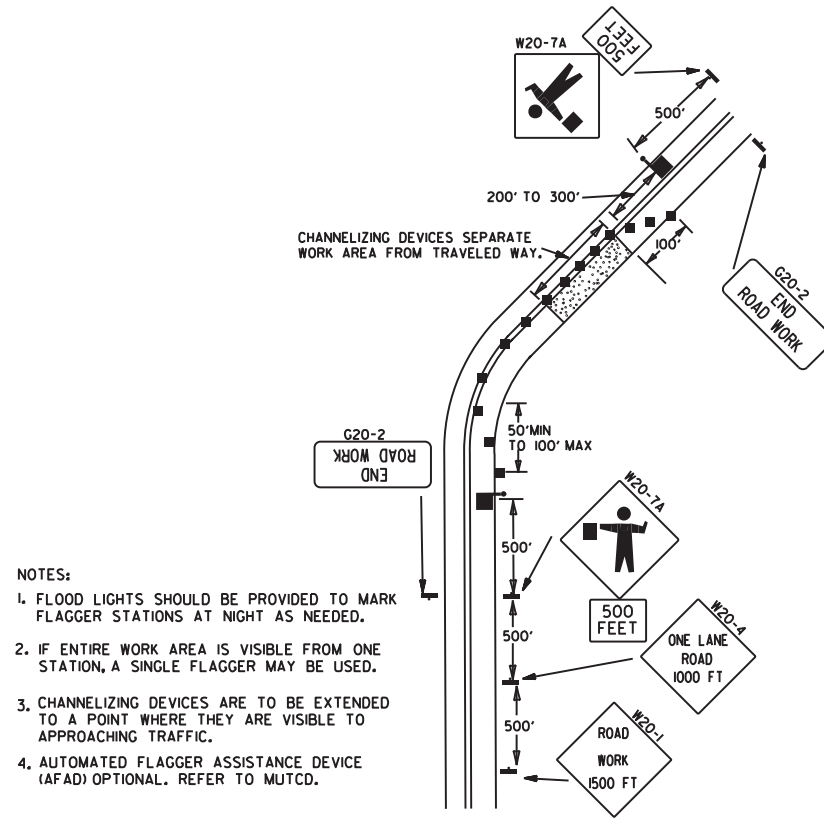 W20-7A
500
FEET
500'
200' TO 300'
CHANNELIZING DEVICES SEPARATE
WORK AREA FROM TRAVELED WAY.
100'
G20-2
END
ROAD WORK
G20-2
END
ROAD WORK
50'MIN
TO 100' MAX
W20-7A
500'
500
FEET
500'
W20-4
ONE LANE
ROAD
1000 FT
500'
W20-1
ROAD
WORK
1500 FT
NOTES:
1. FLOOD LIGHTS SHOULD BE PROVIDED TO MARK
FLAGGER STATIONS AT NIGHT AS NEEDED.
2. IF ENTIRE WORK AREA IS VISIBLE FROM ONE
STATION, A SINGLE FLAGGER MAY BE USED.
3. CHANNELIZING DEVICES ARE TO BE EXTENDED
TO A POINT WHERE THEY ARE VISIBLE TO
APPROACHING TRAFFIC.
4. AUTOMATED FLAGGER ASSISTANCE DEVICE
(AFAD) OPTIONAL. REFER TO MUTCD.